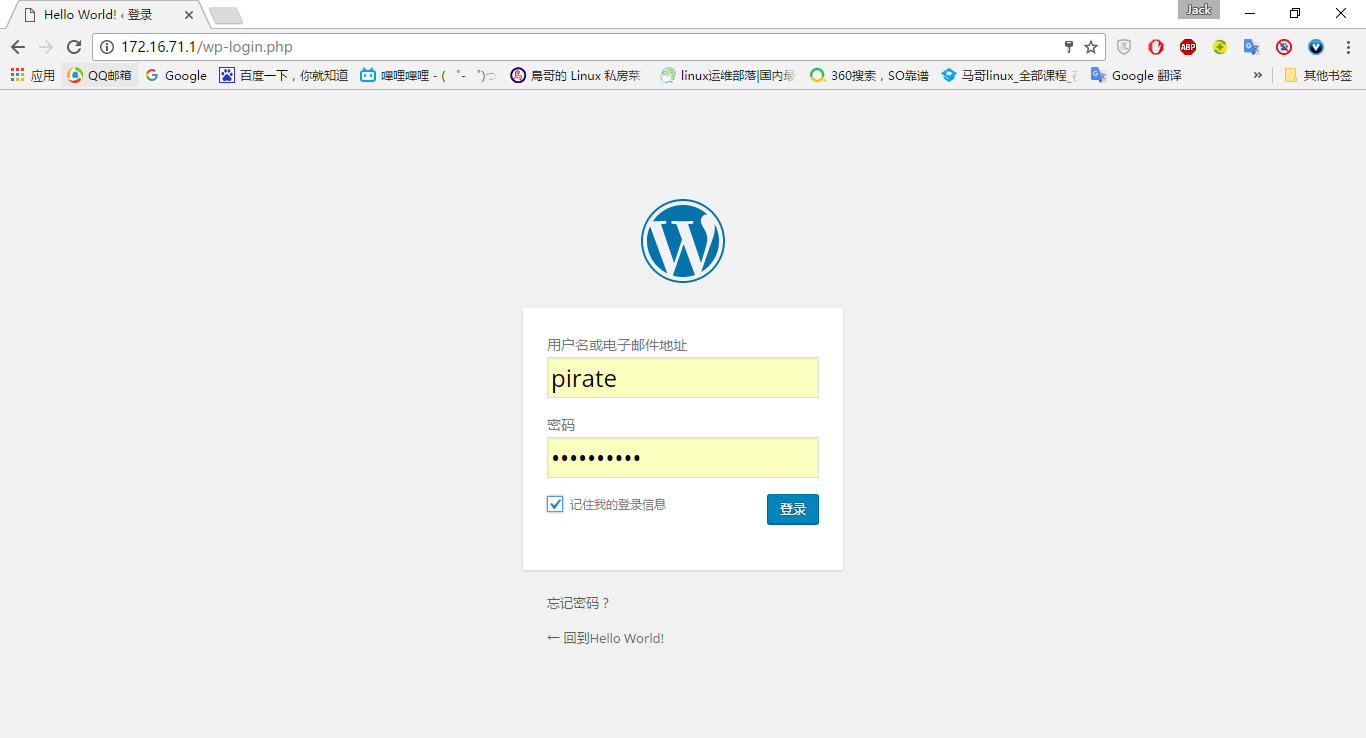 Hello World! ‹ 登录
Jack
172.16.71.1/wp-login.php
应用 QQ邮箱 Google 百度一下，你就知道 哔哩哔哩 - ( ゜- ゜)つ 鳥哥的 Linux 私房菜 linux运维部落|国内最 360搜索，SO靠谱 马哥linux_全部课程_ Google 翻译 » 其他书签
支 ABP
W
用户名或电子邮件地址
pirate
密码
••••••••••
记住我的登录信息
登录
忘记密码？
← 回到Hello World!